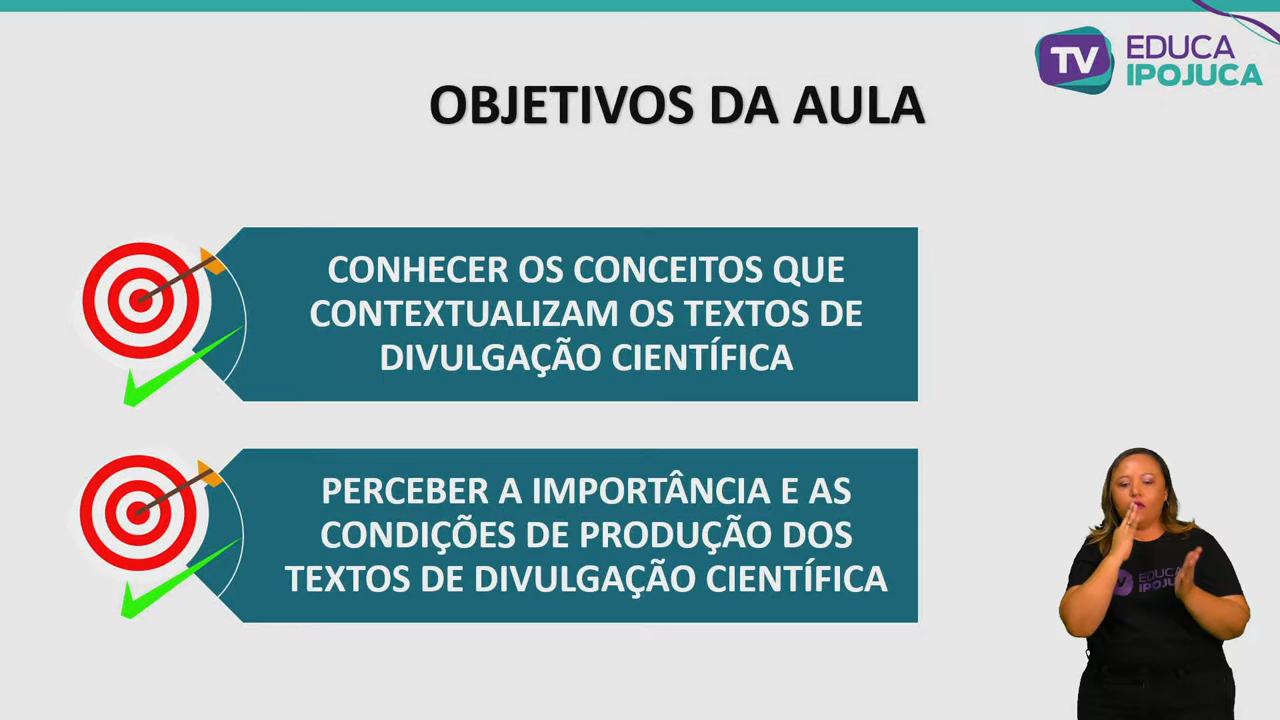 TV EDUCA
IPOJUCA
OBJETIVOS DA AULA
CONHECER OS CONCEITOS QUE
CONTEXTUALIZAM OS TEXTOS DE
DIVULGAÇÃO CIENTÍFICA
PERCEBER A IMPORTÂNCIA E AS
CONDIÇÕES DE PRODUÇÃO DOS
TEXTOS DE DIVULGAÇÃO CIENTÍFICA
EDUCA